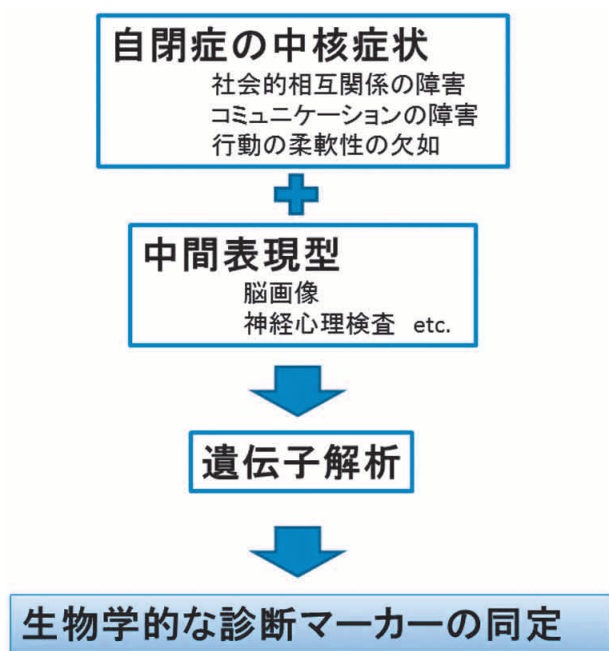 自閉症の中核症状
社会的相互関係の障害
コミュニケーションの障害
行動の柔軟性の欠如
中間表現型
脳画像
神経心理検査 etc.
遺伝子解析
生物学的な診断マーカーの同定